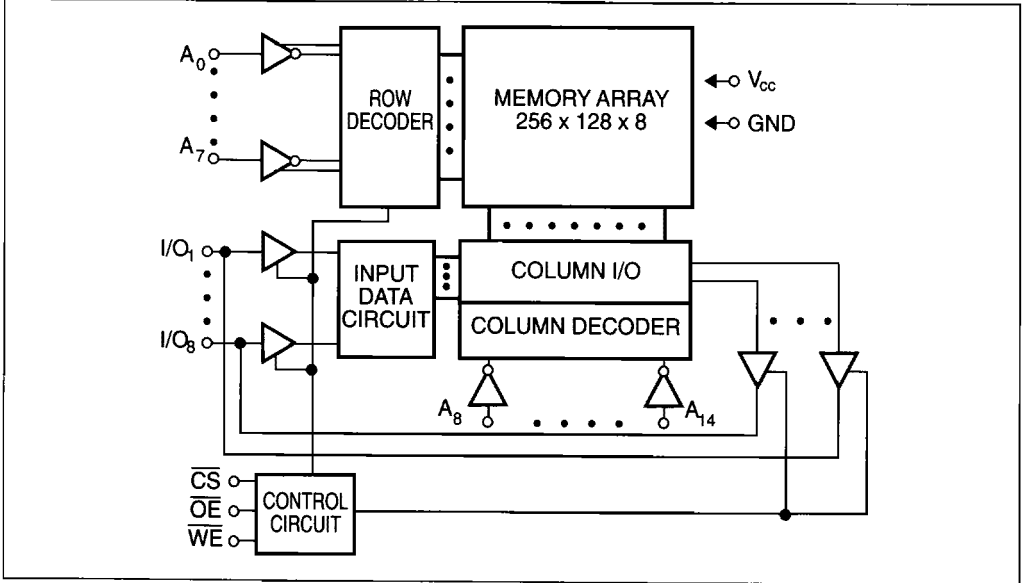 A0
A7
ROW
DECODER
MEMORY ARRAY
256 x 128 x 8
Vcc
GND
I/O1
I/O8
INPUT
DATA
CIRCUIT
COLUMN I/O
COLUMN DECODER
A8
A14
CS
OE
WE
CONTROL
CIRCUIT